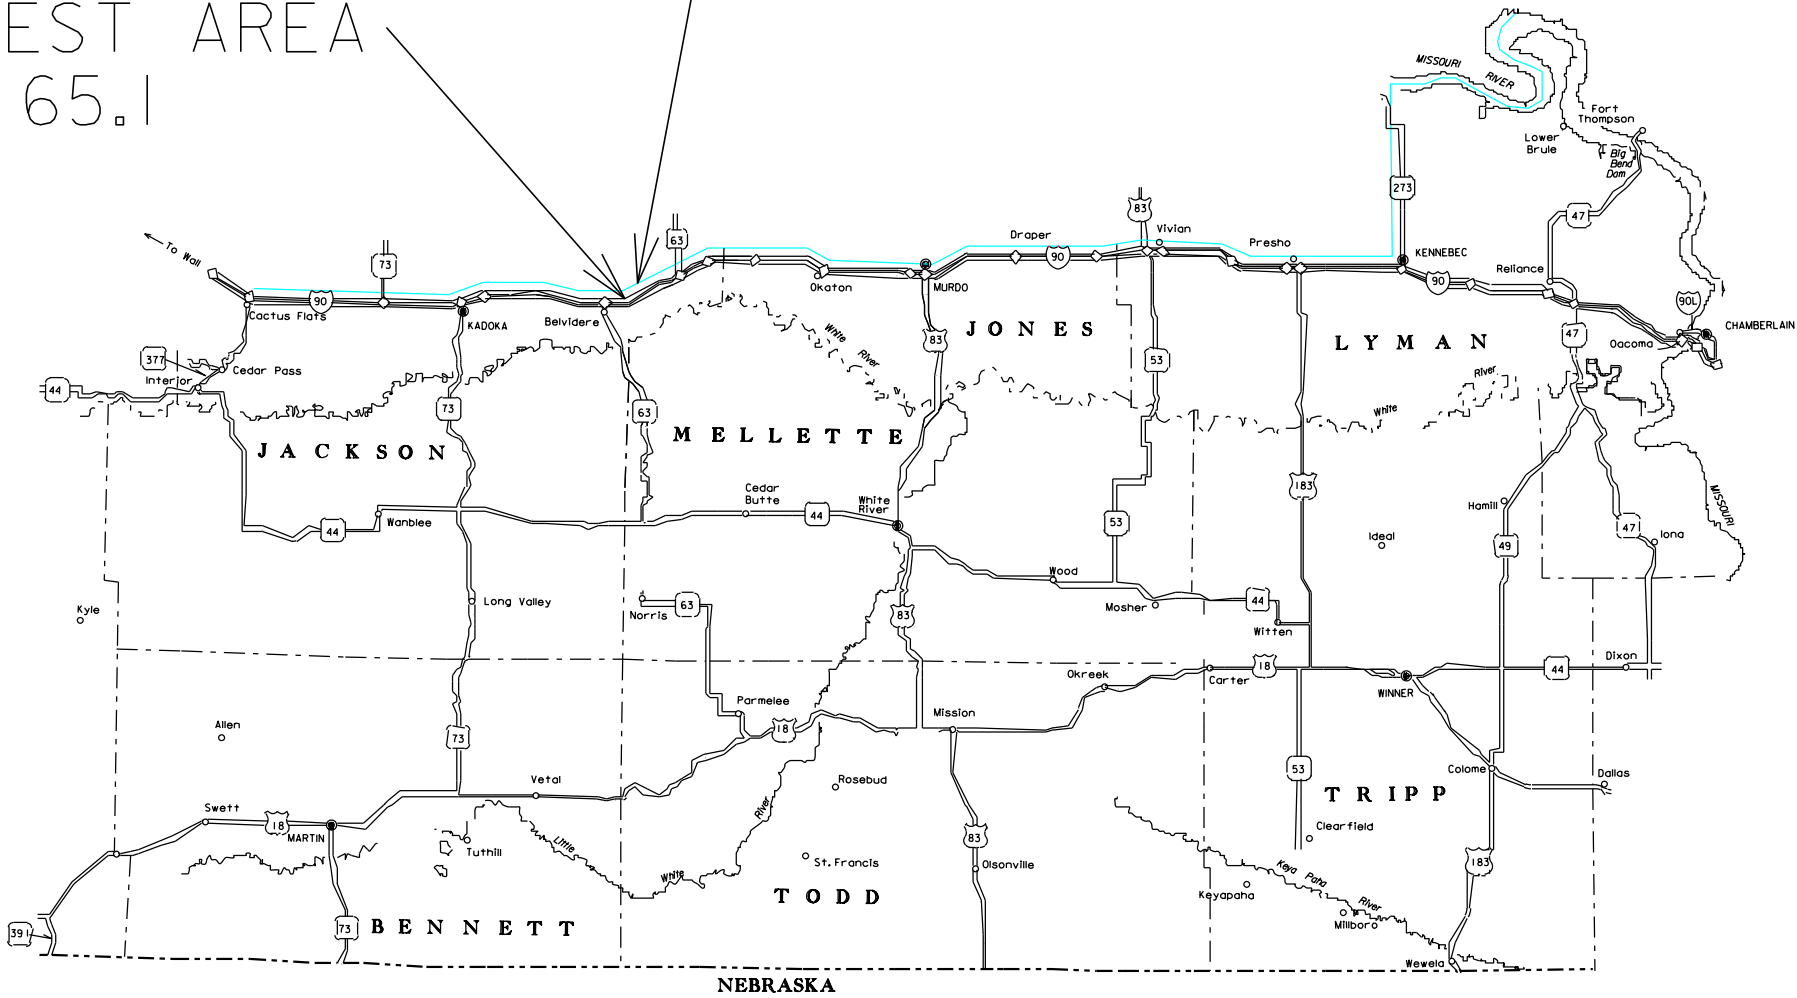 EST AREA
65.1
MISSOURI
RIVER
Fort
Thompson
Lower
Brule
Big
Bend
Dam
273
47
83
Vivian
63
Draper
Presho
KENNEBEC
To Wall
73
90
90
Reliance
90
90L
Cactus Flats
KADOKA
Belvidere
Okaton
MURDO
CHAMBERLAIN
JONES
LYMAN
47
Oacoma
White
River
83
53
377
Cedar Pass
Interior
44
River
White
73
63
JACKSON
MELLETTE
Cedar
Butte
White
River
183
Hamill
MISSOURI
44
Wanblee
44
53
47
Iona
Ideal
49
Wood
Long Valley
Kyle
Norris
63
83
Mosher
44
Witten
Okreek
Carter
18
WINNER
44
Dixon
Parmelee
Mission
Allen
73
18
Vetal
Rosebud
53
Colome
Dallas
TRIPP
Swett
18
MARTIN
River
Little
Tuthill
83
Clearfield
White
St. Francis
Olsonville
183
Keya Paha
River
Keyapaha
Millboro
TODD
BENNETT
391
73
Wewela
NEBRASKA